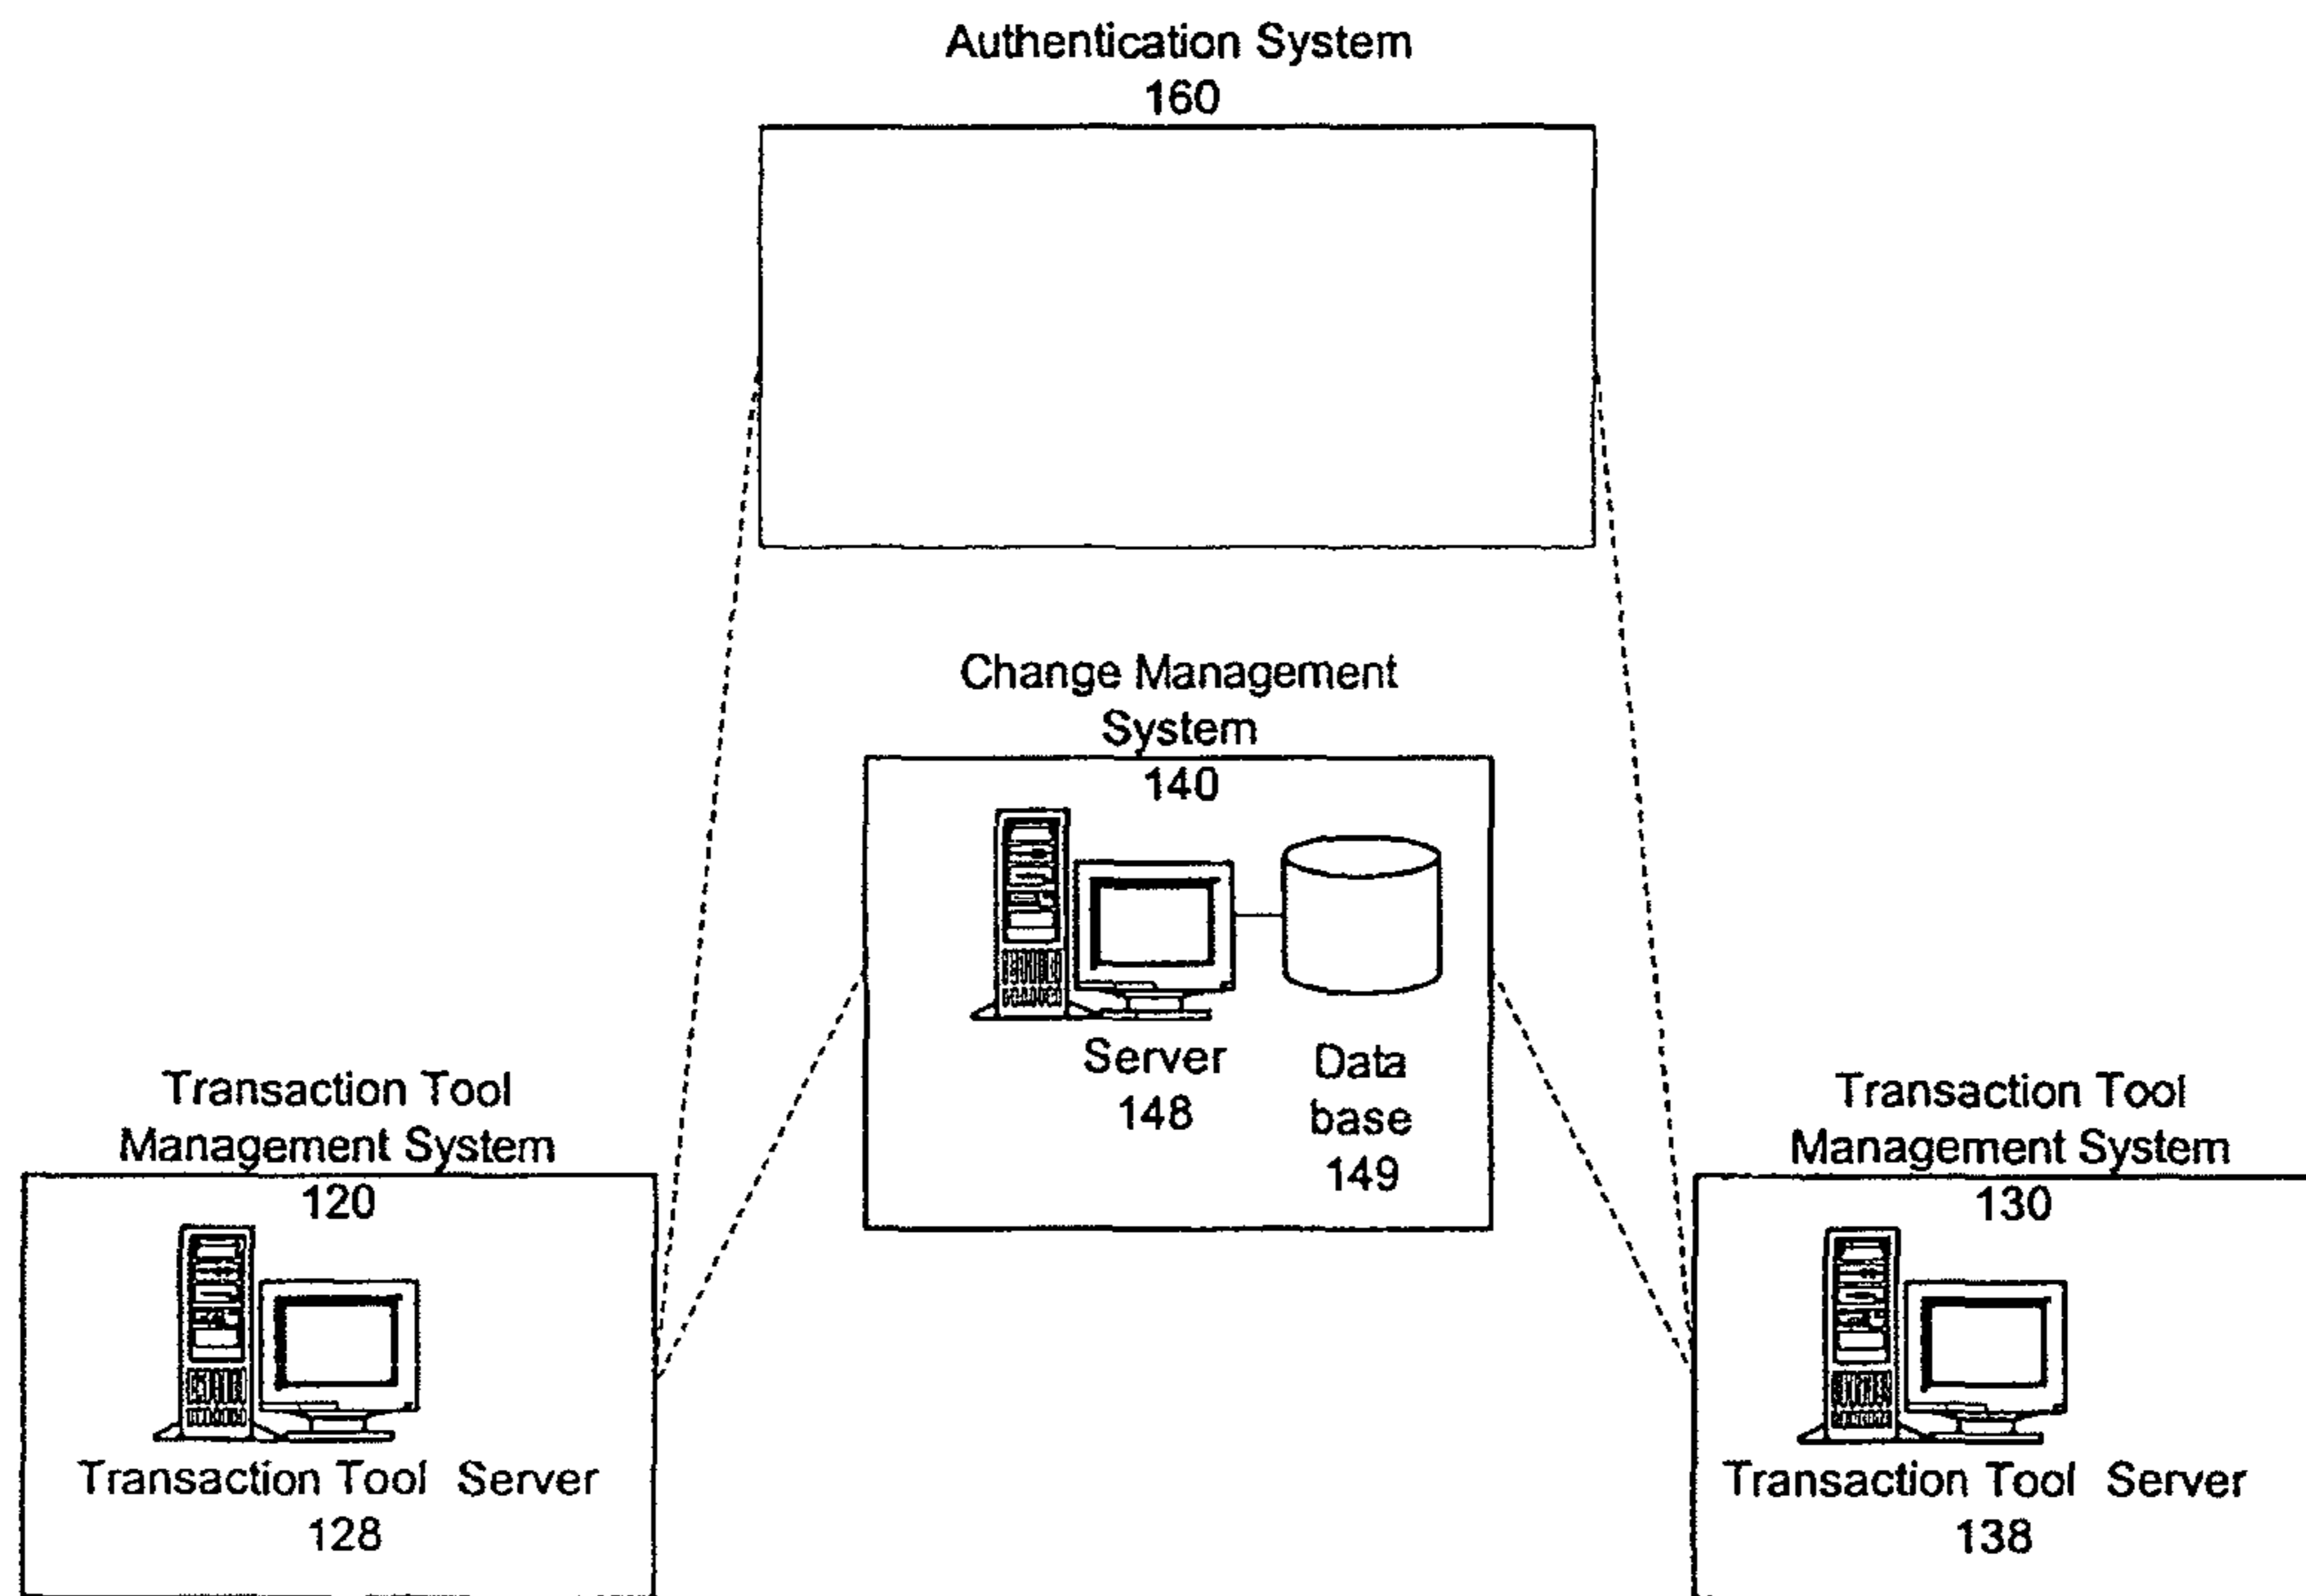 Authentication System
160
Change Management
System
140
Server
148
Data
base
149
Transaction Tool
Management System
120
Transaction Tool Server
128
Transaction Tool
Management System
130
Transaction Tool Server
138